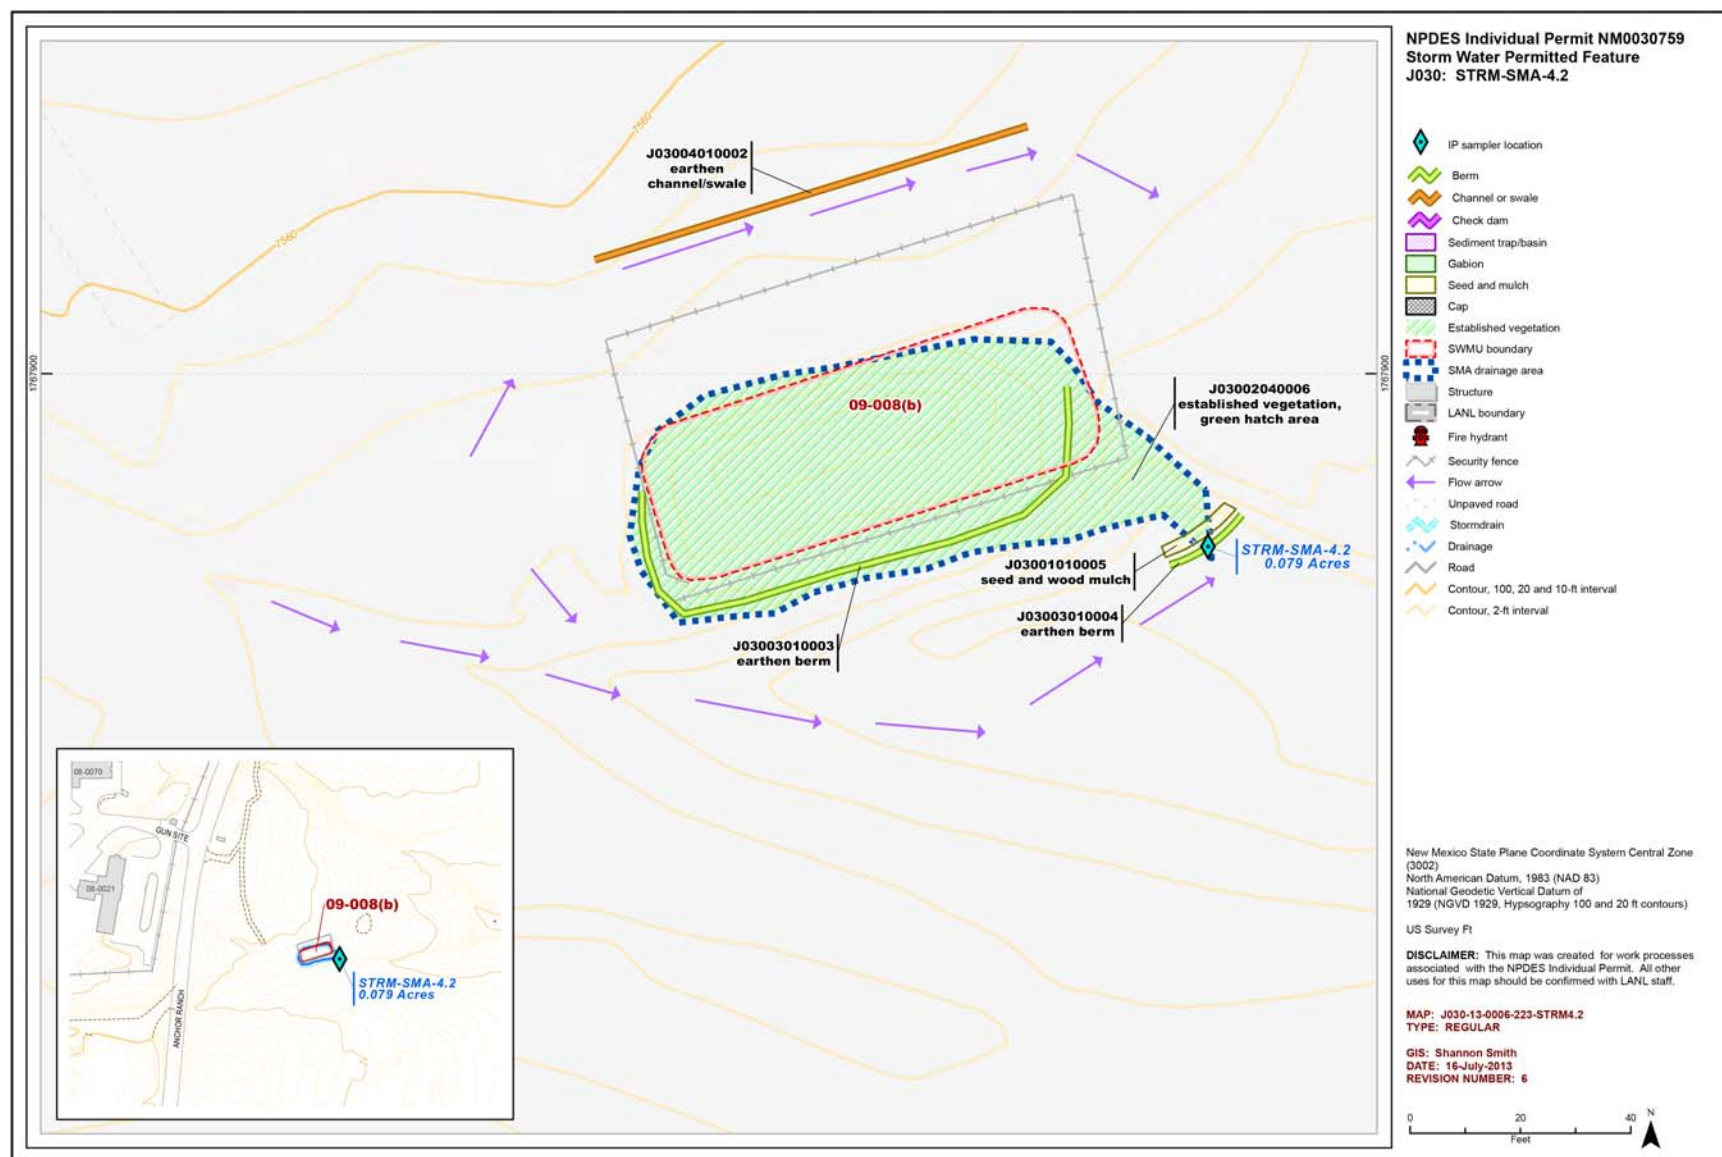 NPDES Individual Permit NM0030759
Storm Water Permitted Feature
J030: STRM-SMA-4.2
IP sampler location
Berm
Channel or swale
Check dam
Sediment trap/basin
Gabion
Seed and mulch
Cap
Established vegetation
SWMU boundary
SMA drainage area
Structure
LANL boundary
Fire hydrant
Security fence
Flow arrow
Unpaved road
Stormdrain
Drainage
Road
Contour, 100, 20 and 10-ft interval
Contour, 2-ft interval
7560
7560
J03004010002
earthen
channel/swale
1767900
1767900
09-008(b)
J03002040006
established vegetation,
green hatch area
J03001010005
seed and wood mulch
STRM-SMA-4.2
0.079 Acres
J03003010004
earthen berm
J03003010003
earthen berm
08-0070
GUN SITE
08-0021
09-008(b)
STRM-SMA-4.2
0.079 Acres
ANCHOR RANCH
New Mexico State Plane Coordinate System Central Zone
(3002)
North American Datum, 1983 (NAD 83)
National Geodetic Vertical Datum of
1929 (NGVD 1929, Hypsography 100 and 20 ft contours)
US Survey Ft
DISCLAIMER: This map was created for work processes
associated with the NPDES Individual Permit. All other
uses for this map should be confirmed with LANL staff.
MAP: J030-13-0006-223-STRM4.2
TYPE: REGULAR
GIS: Shannon Smith
DATE: 16-July-2013
REVISION NUMBER: 6
0 20 40
Feet
N